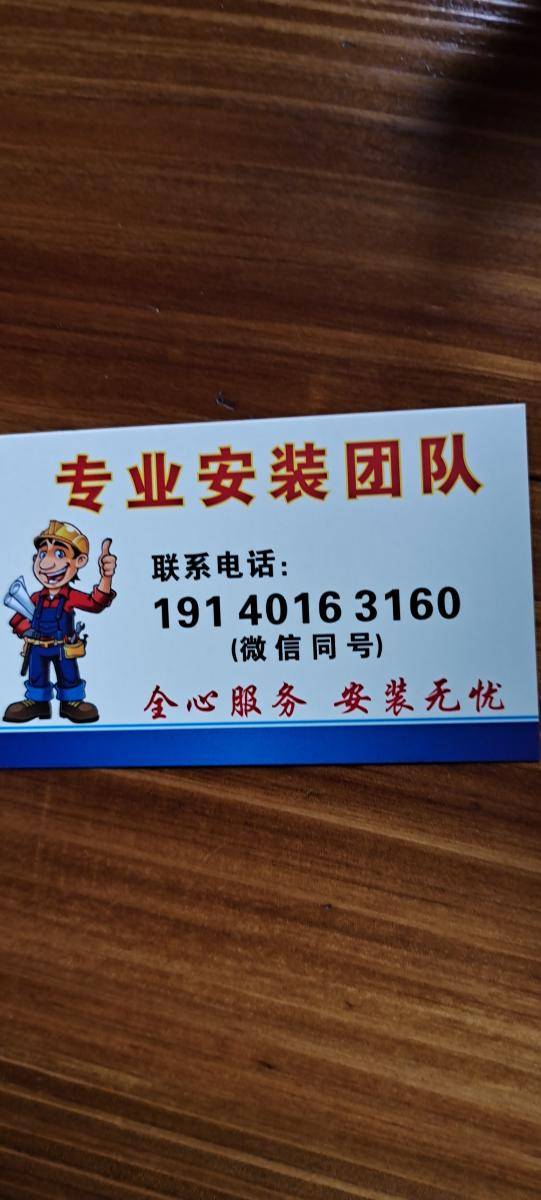 专业安装团队
联系电话:
191 4016 3160
(微信同号)
全心服务 安装无忧